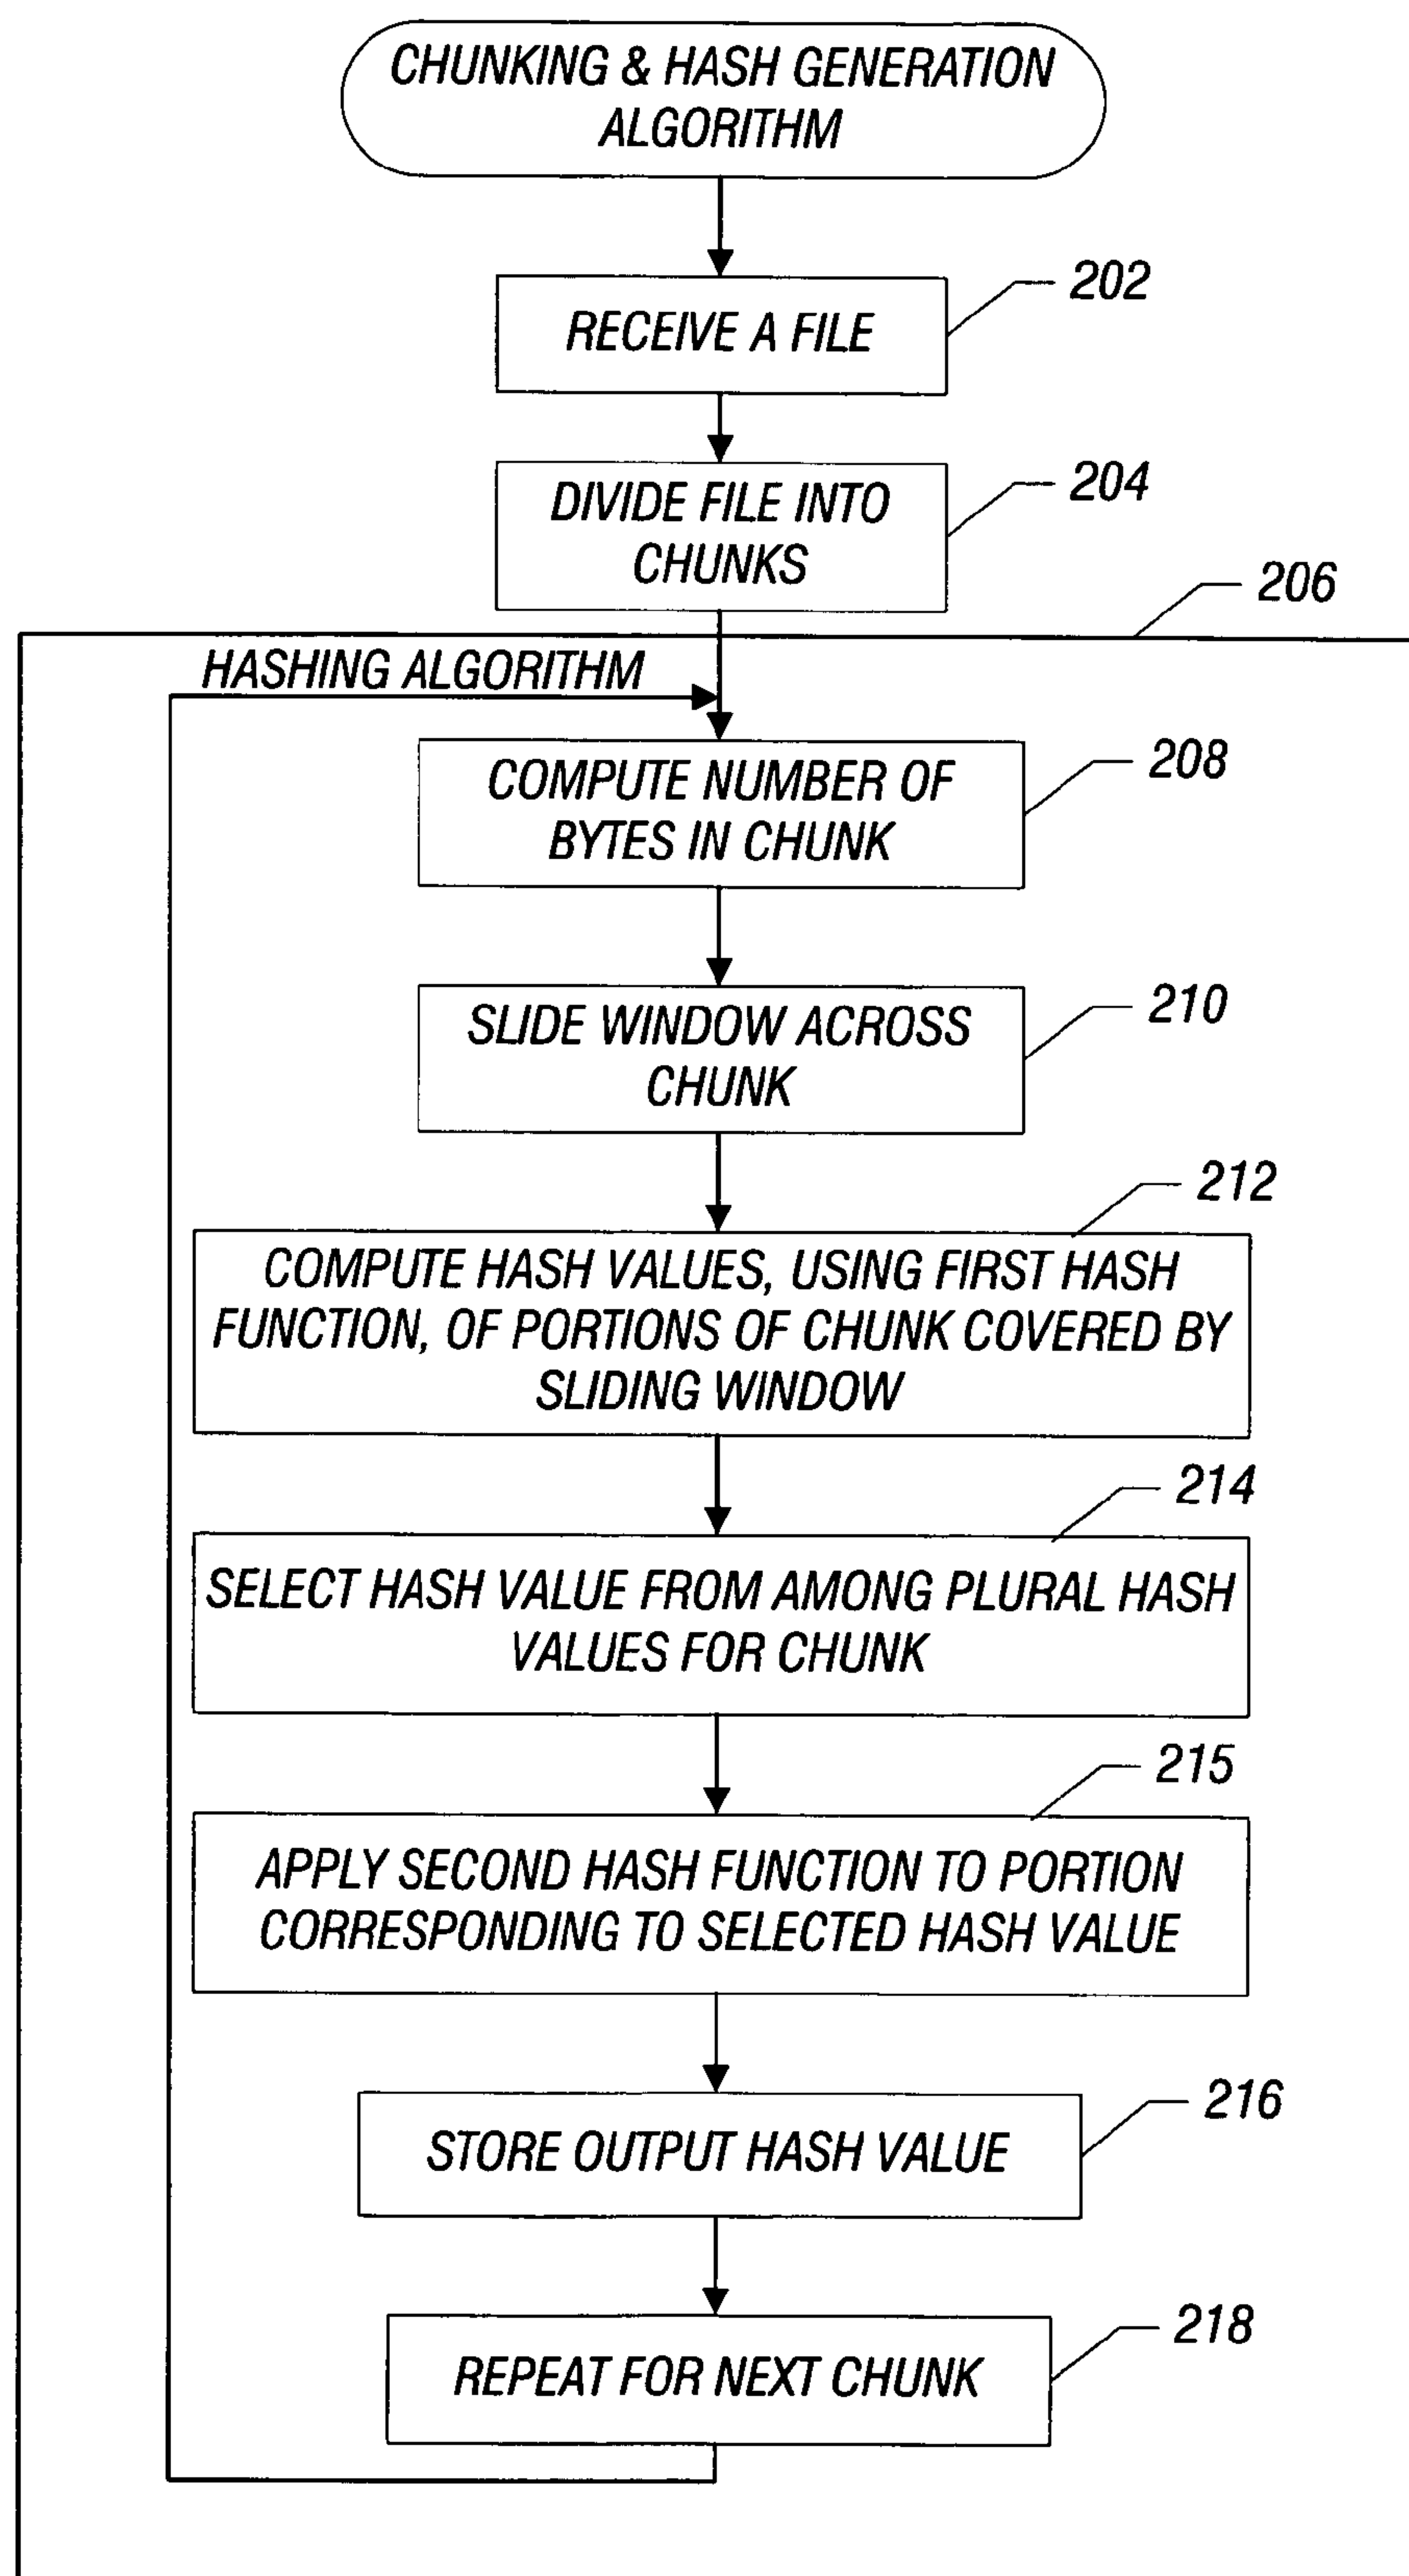 CHUNKING & HASH GENERATION
ALGORITHM
202
RECEIVE A FILE
204
DIVIDE FILE INTO
CHUNKS
206
HASHING ALGORITHM
208
COMPUTE NUMBER OF
BYTES IN CHUNK
210
SLIDE WINDOW ACROSS
CHUNK
212
COMPUTE HASH VALUES, USING FIRST HASH
FUNCTION, OF PORTIONS OF CHUNK COVERED BY
SLIDING WINDOW
214
SELECT HASH VALUE FROM AMONG PLURAL HASH
VALUES FOR CHUNK
215
APPLY SECOND HASH FUNCTION TO PORTION
CORRESPONDING TO SELECTED HASH VALUE
216
STORE OUTPUT HASH VALUE
218
REPEAT FOR NEXT CHUNK